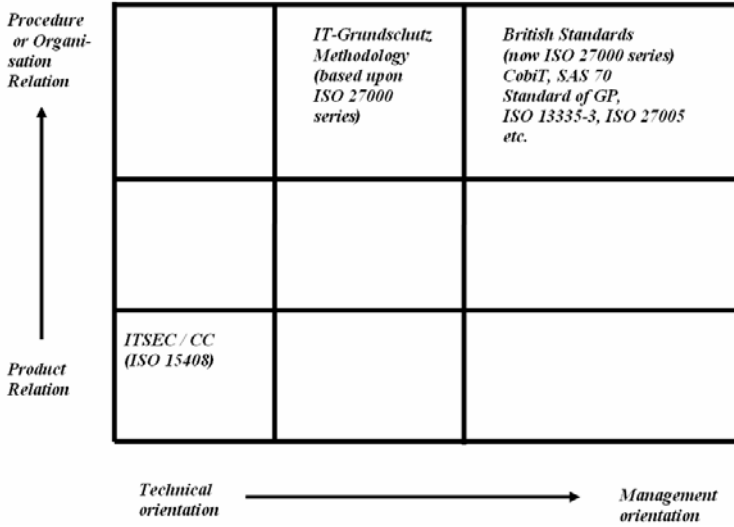 Procedure
or Organi-
sation
Relation
IT-Grundschutz
Methodology
(based upon
ISO 27000
series)
British Standards
(now ISO 27000 series)
CobiT, SAS 70
Standard of GP,
ISO 13335-3, ISO 27005
etc.
ITSEC / CC
(ISO 15408)
Product
Relation
Technical
orientation
Management
orientation